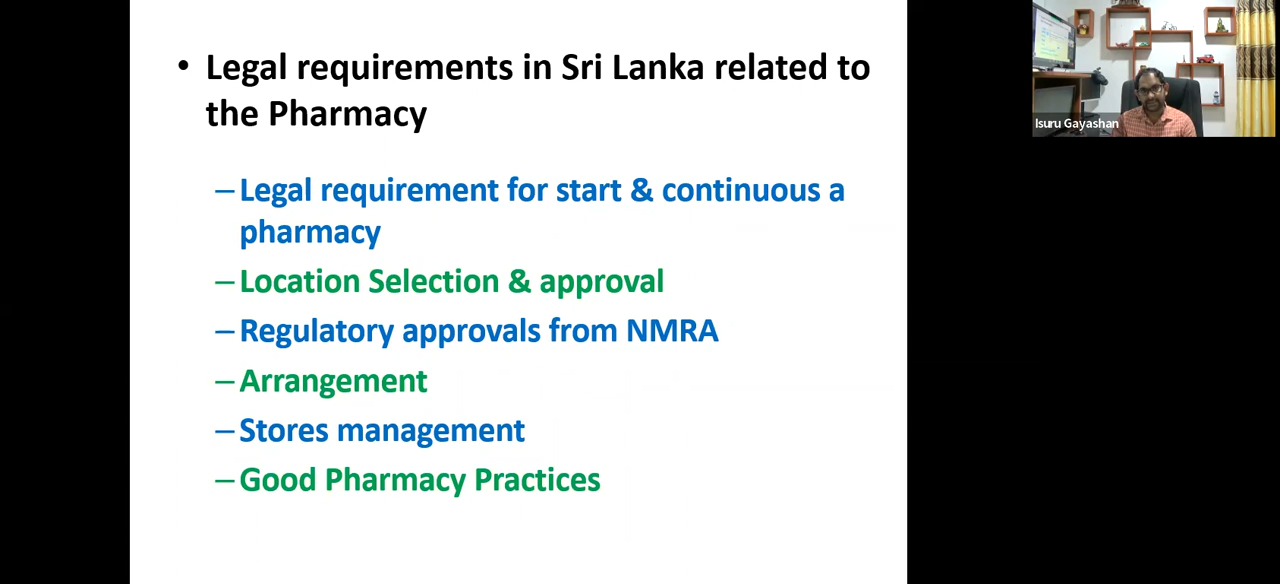 • Legal requirements in Sri Lanka related to
the Pharmacy
– Legal requirement for start & continuous a
pharmacy
– Location Selection & approval
– Regulatory approvals from NMRA
– Arrangement
– Stores management
– Good Pharmacy Practices
Isuru Gayashan